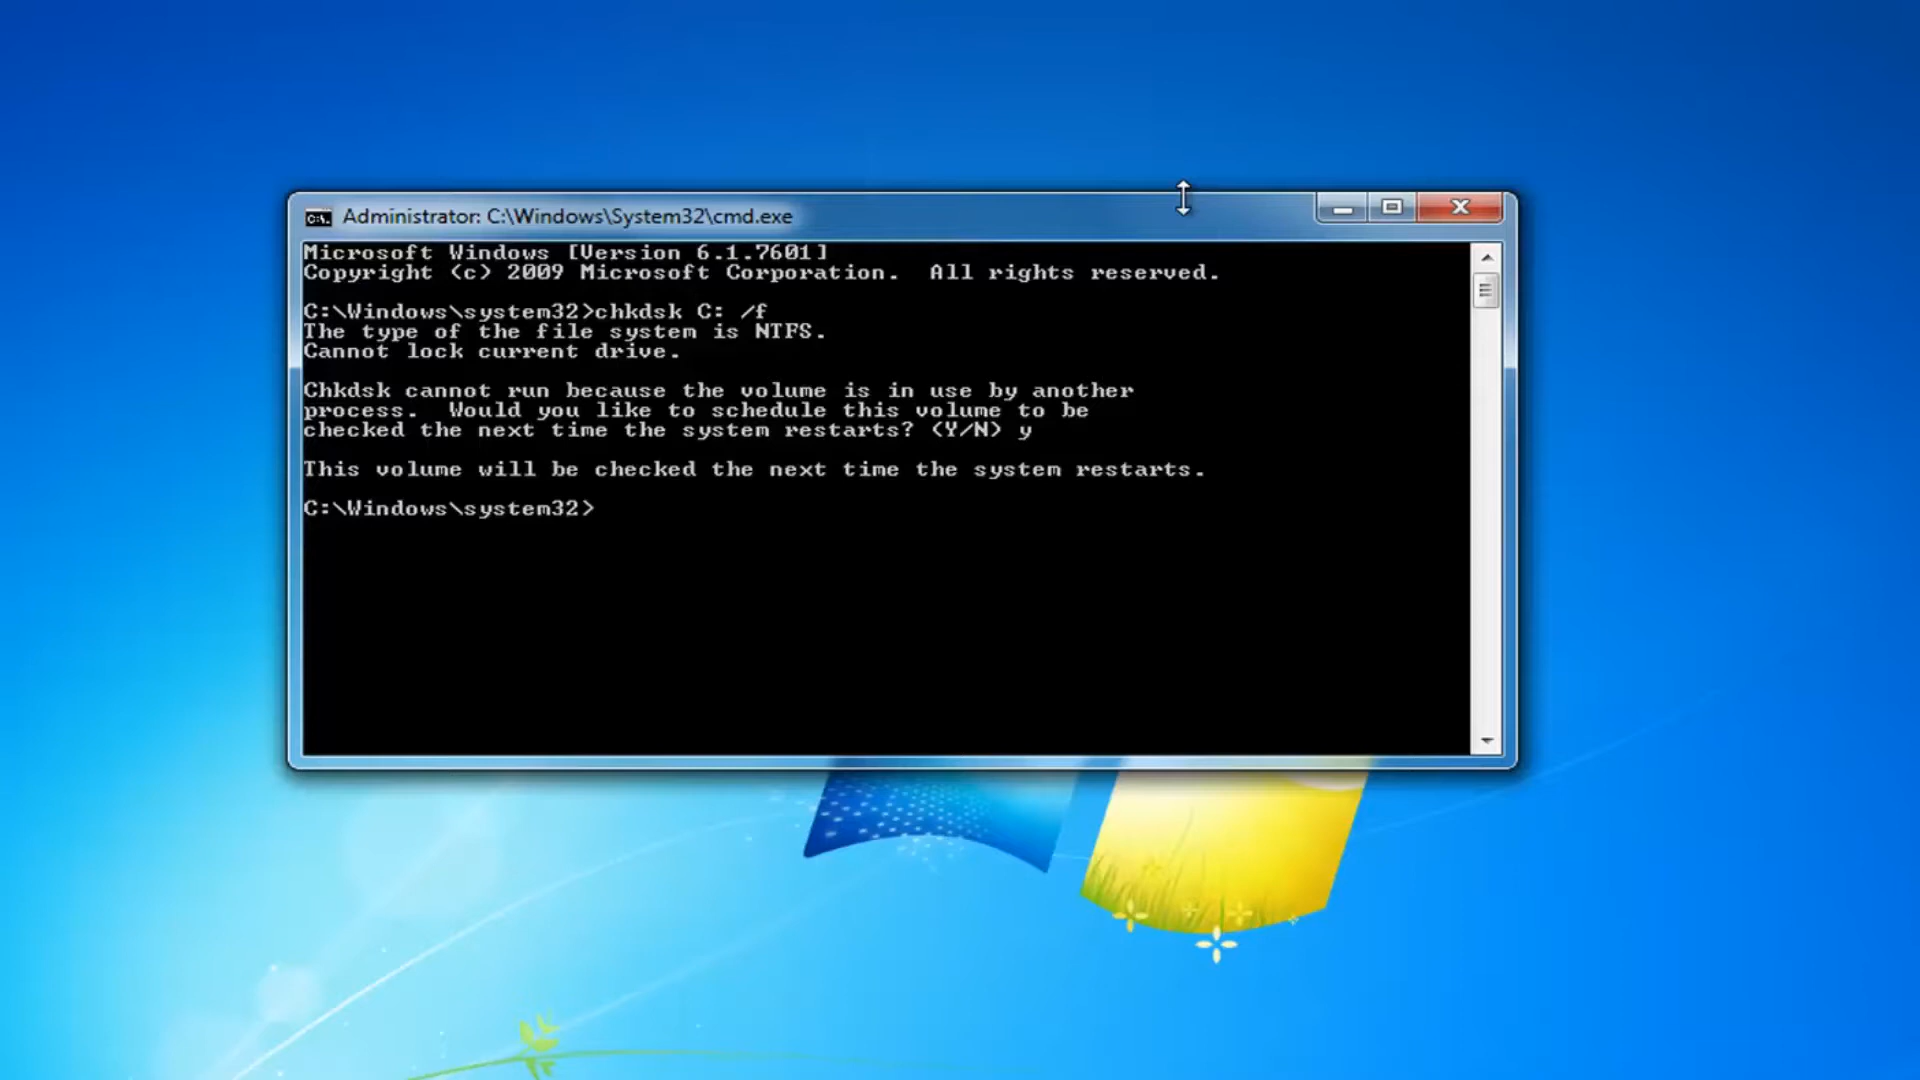 Administrator: C:\Windows\System32\cmd.exe
Microsoft Windows [Version 6.1.7601]
Copyright (c) 2009 Microsoft Corporation.  All rights reserved.
C:\Windows\system32>chkdsk C: /f
The type of the file system is NTFS.
Cannot lock current drive.
Chkdsk cannot run because the volume is in use by another
process.  Would you like to schedule this volume to be
checked the next time the system restarts? (Y/N) y
This volume will be checked the next time the system restarts.
C:\Windows\system32>